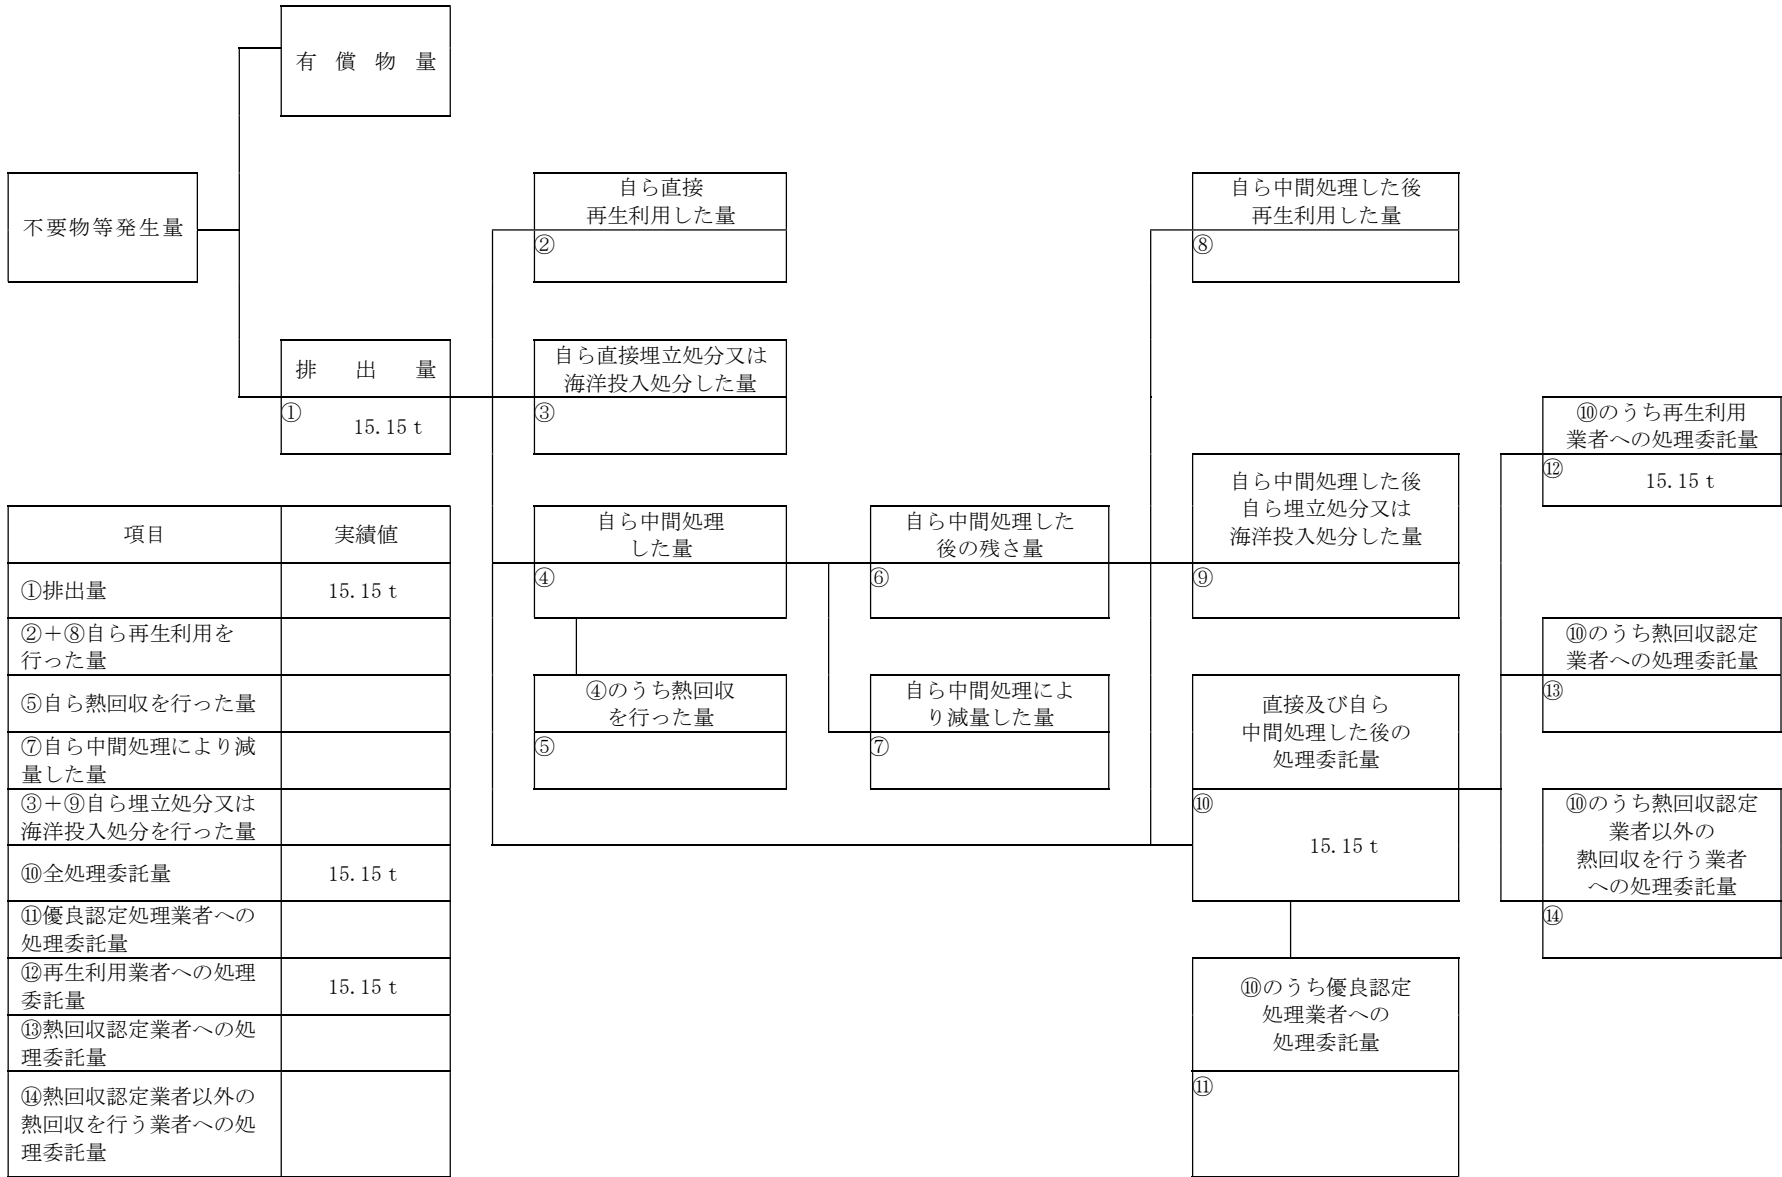 有償物量
不要物等発生量
自ら直接
再生利用した量
②
自ら中間処理した後
再生利用した量
⑧
排出量
①
15.15ｔ
自ら直接埋立処分又は
海洋投入処分した量
③
⑩のうち再生利用
業者への処理委託量
⑫
15.15ｔ
自ら中間処理
した量
④
自ら中間処理した
後の残さ量
⑥
自ら中間処理した後
自ら埋立処分又は
海洋投入処分した量
⑨
⑩のうち熱回収認定
業者への処理委託量
⑬
④のうち熱回収
を行った量
⑤
自ら中間処理によ
り減量した量
⑦
直接及び自ら
中間処理した後の
処理委託量
⑩
15.15ｔ
⑩のうち熱回収認定
業者以外の
熱回収を行う業者
への処理委託量
⑭
⑩のうち優良認定
処理業者への
処理委託量
⑪
項目 実績値
①排出量 15.15ｔ
②＋⑧自ら再生利用を
行った量
⑤自ら熱回収を行った量
⑦自ら中間処理により減
量した量
③＋⑨自ら埋立処分又は
海洋投入処分を行った量
⑩全処理委託量 15.15ｔ
⑪優良認定処理業者への
処理委託量
⑫再生利用業者への処理
委託量 15.15ｔ
⑬熱回収認定業者への処
理委託量
⑭熱回収認定業者以外の
熱回収を行う業者への処
理委託量